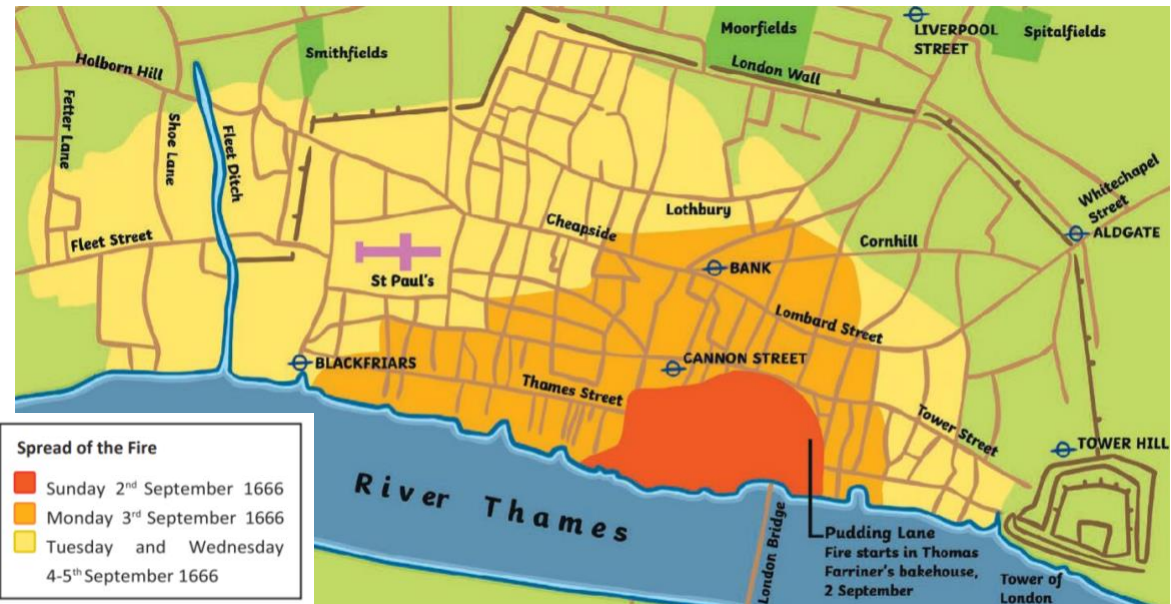 Moorfields
LIVERPOOL
STREET
Spitalfields
Smithfields
Holborn Hill
London Wall
Fetter Lane
Shoe Lane
Fleet Ditch
Whitechapel
Street
Lothbury
Cheapside
ALDGATE
Fleet Street
Cornhill
BANK
St Paul's
Lombard Street
BLACKFRIARS
CANNON STREET
Thames Street
Tower Street
TOWER HILL
River Thames
London Bridge
Pudding Lane
Fire starts in Thomas
Farriner's bakehouse,
2 September
Tower of
London
Spread of the Fire
Sunday 2nd September 1666
Monday 3rd September 1666
Tuesday and Wednesday
4-5th September 1666